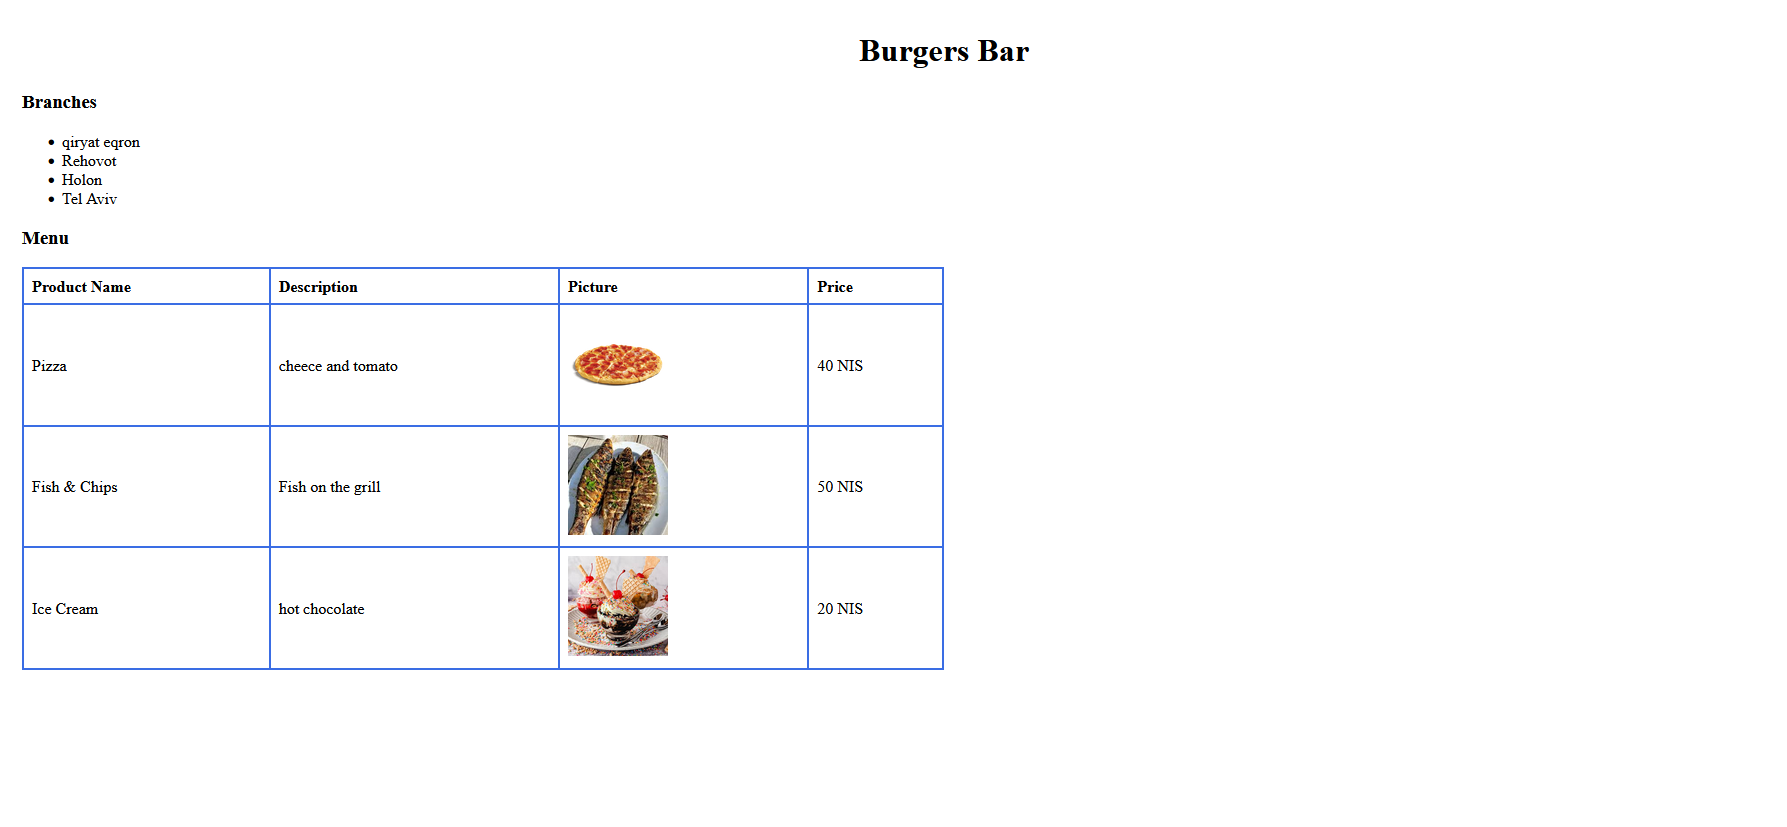 Burgers Bar
Branches
qiryat eqron
Rehovot
Holon
Tel Aviv
Menu
Product Name Description Picture Price
Pizza cheece and tomato 40 NIS
Fish & Chips Fish on the grill 50 NIS
Ice Cream hot chocolate 20 NIS